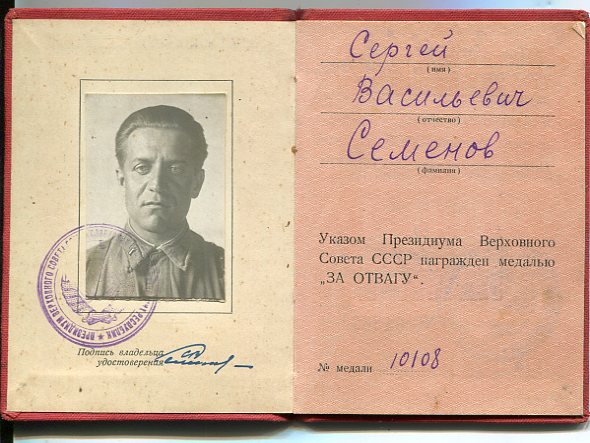 Подпись владельца
удостоверения
Сергей
(имя)
Васильевич
(отчество)
Семенов
(фамилия)
Указом Президиума Верховного
Совета СССР награжден медалью
„ЗА ОТВАГУ“.
№ медали 10108